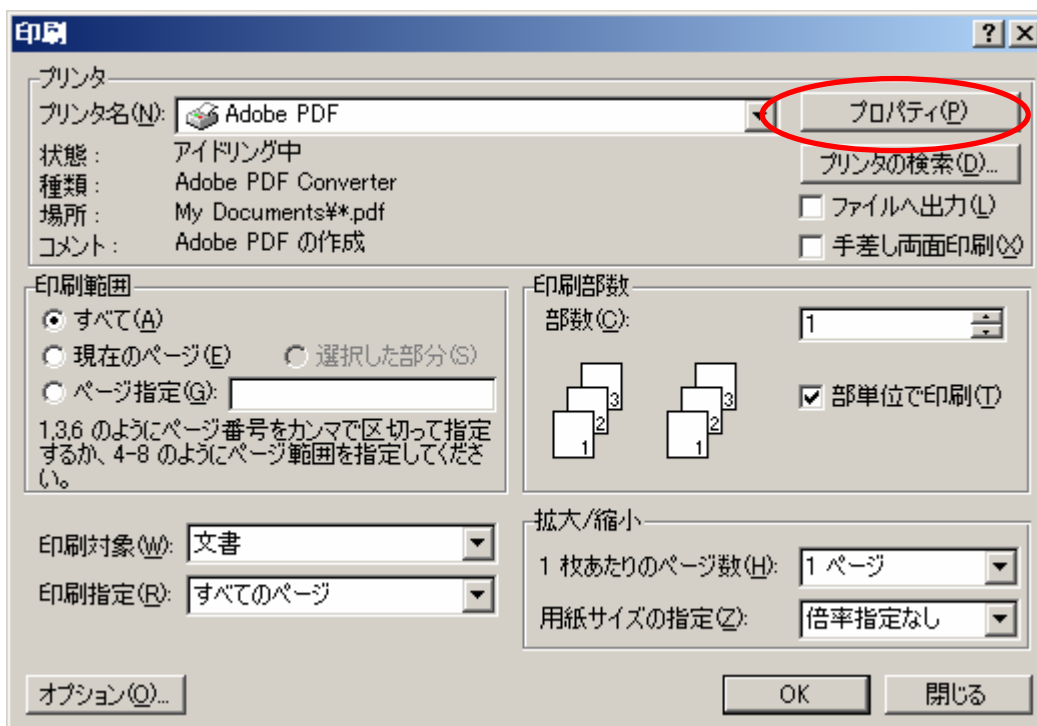 印刷
プリンタ
プリンタ名(N): Adobe PDF プロパティ(P)
状態: アイドリング中 プリンタの検索(D)...
種類: Adobe PDF Converter
場所: My Documents¥*.pdf ファイルへ出力(L)
コメント: Adobe PDF の作成 手差し両面印刷(X)
印刷範囲
すべて(A)
現在のページ(E) 選択した部分(S)
ページ指定(G):
1,3,6 のようにページ番号をカンマで区切って指定
するか、4-8 のようにページ範囲を指定してくださ
い。
印刷部数
部数(C): 1
1 2 3 1 2 3
部単位で印刷(T)
印刷対象(W): 文書
印刷指定(R): すべてのページ
拡大/縮小
1 枚あたりのページ数(H): 1 ページ
用紙サイズの指定(Z): 倍率指定なし
オプション(O)... OK 閉じる